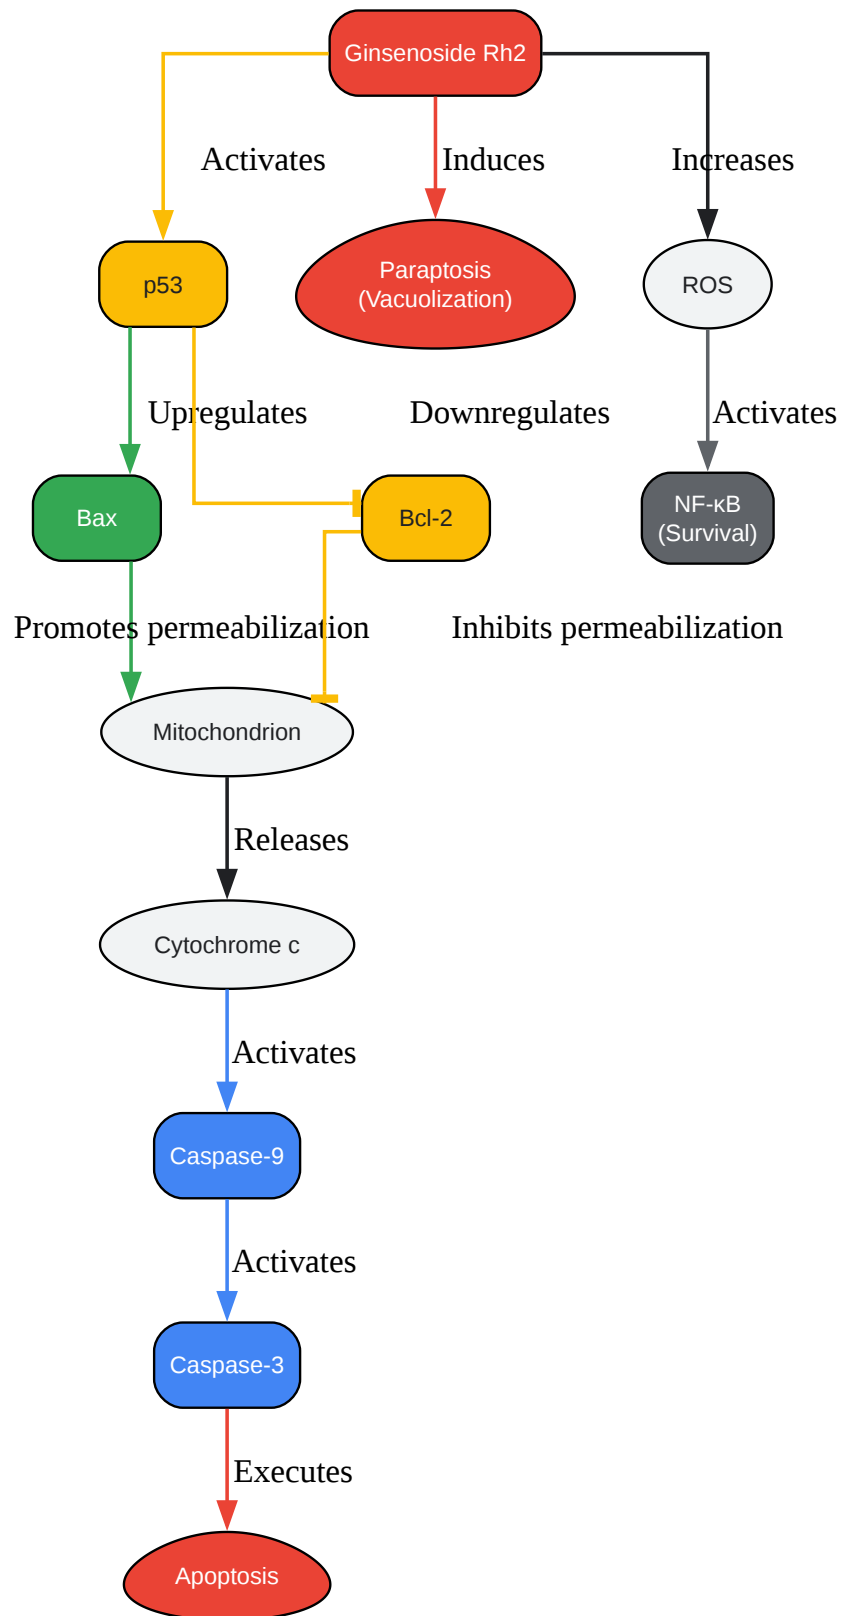 Ginsenoside Rh2
Activates
Induces
Increases
p53
Paraptosis
(Vacuolization)
ROS
Upregulates
Downregulates
Activates
Bax
Bcl-2
NF-κB
(Survival)
Promotes permeabilization
Inhibits permeabilization
Mitochondrion
Releases
Cytochrome c
Activates
Caspase-9
Activates
Caspase-3
Executes
Apoptosis